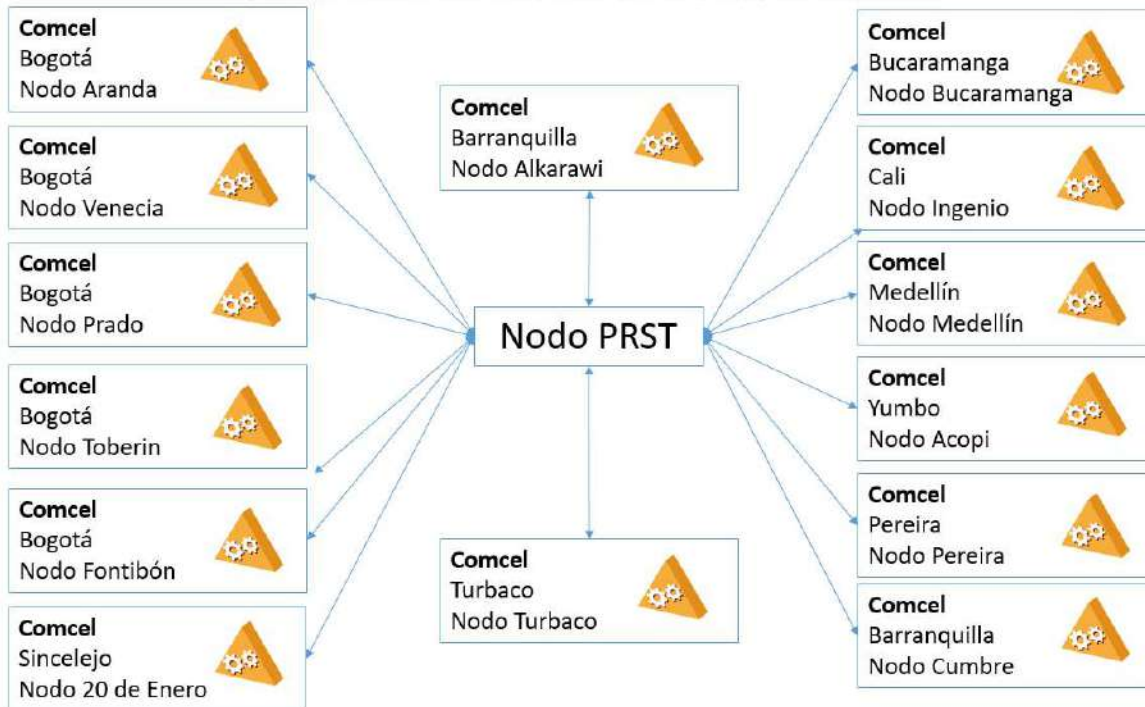 Comcel
Bogotá
Nodo Aranda
Comcel
Bogotá
Nodo Venecia
Comcel
Bogotá
Nodo Prado
Comcel
Bogotá
Nodo Toberin
Comcel
Bogotá
Nodo Fontibón
Comcel
Sincelejo
Nodo 20 de Enero
Comcel
Barranquilla
Nodo Alkarawi
Nodo PRST
Comcel
Turbaco
Nodo Turbaco
Comcel
Bucaramanga
Nodo Bucaramanga
Comcel
Cali
Nodo Ingenio
Comcel
Medellín
Nodo Medellín
Comcel
Yumbo
Nodo Acopi
Comcel
Pereira
Nodo Pereira
Comcel
Barranquilla
Nodo Cumbre